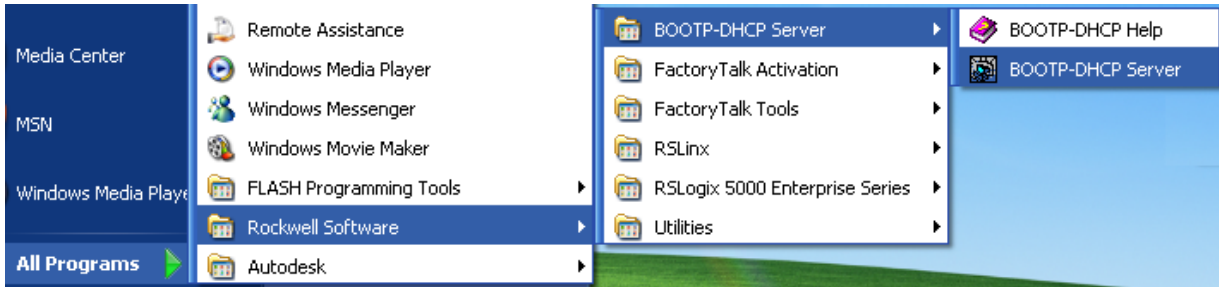 Media Center
MSN
Windows Media Playe
All Programs
Remote Assistance
Windows Media Player
Windows Messenger
Windows Movie Maker
FLASH Programming Tools
Rockwell Software
Autodesk
BOOTP-DHCP Server
FactoryTalk Activation
FactoryTalk Tools
RSLinx
RSLogix 5000 Enterprise Series
Utilities
BOOTP-DHCP Help
BOOTP-DHCP Server